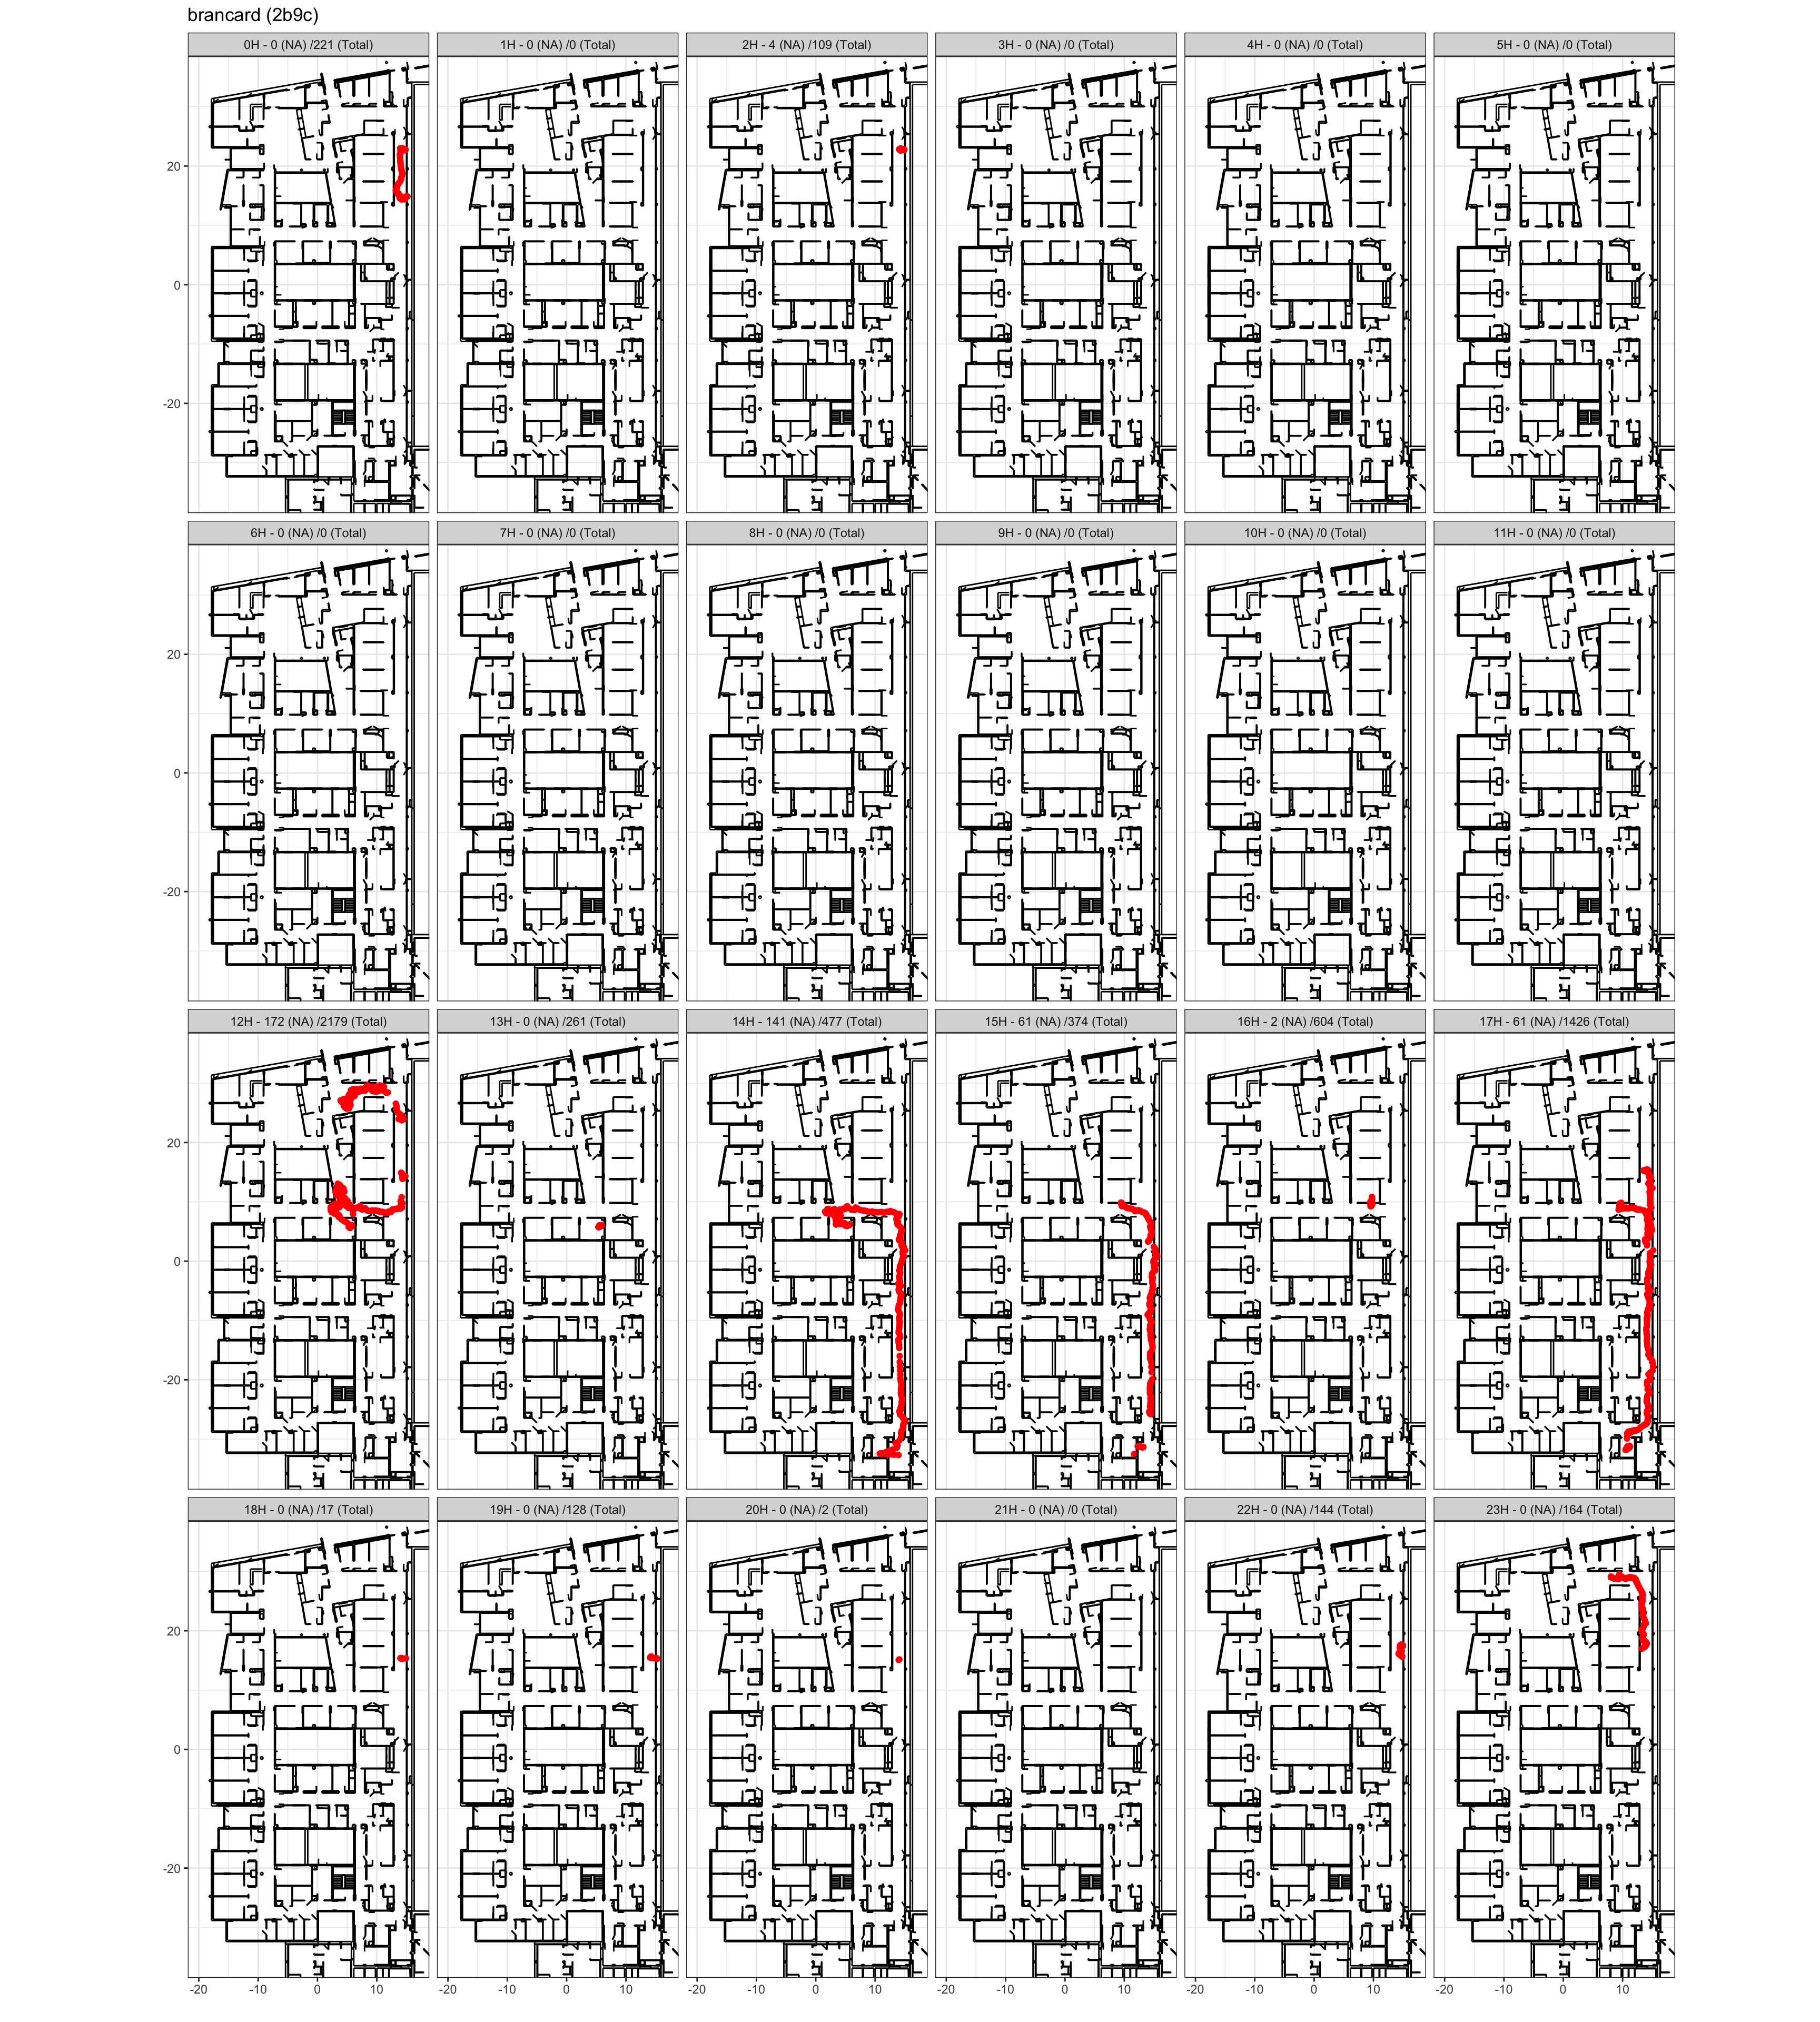 brancard (2b9c)
0H - 0 (NA) /221 (Total) 1H - 0 (NA) /0 (Total) 2H - 4 (NA) /109 (Total) 3H - 0 (NA) /0 (Total) 4H - 0 (NA) /0 (Total) 5H - 0 (NA) /0 (Total)
20
0
-20
6H - 0 (NA) /0 (Total) 7H - 0 (NA) /0 (Total) 8H - 0 (NA) /0 (Total) 9H - 0 (NA) /0 (Total) 10H - 0 (NA) /0 (Total) 11H - 0 (NA) /0 (Total)
20
0
-20
12H - 172 (NA) /2179 (Total) 13H - 0 (NA) /261 (Total) 14H - 141 (NA) /477 (Total) 15H - 61 (NA) /374 (Total) 16H - 2 (NA) /604 (Total) 17H - 61 (NA) /1426 (Total)
20
0
-20
18H - 0 (NA) /17 (Total) 19H - 0 (NA) /128 (Total) 20H - 0 (NA) /2 (Total) 21H - 0 (NA) /0 (Total) 22H - 0 (NA) /144 (Total) 23H - 0 (NA) /164 (Total)
20
0
-20
-20 -10 0 10 -20 -10 0 10 -20 -10 0 10 -20 -10 0 10 -20 -10 0 10 -20 -10 0 10